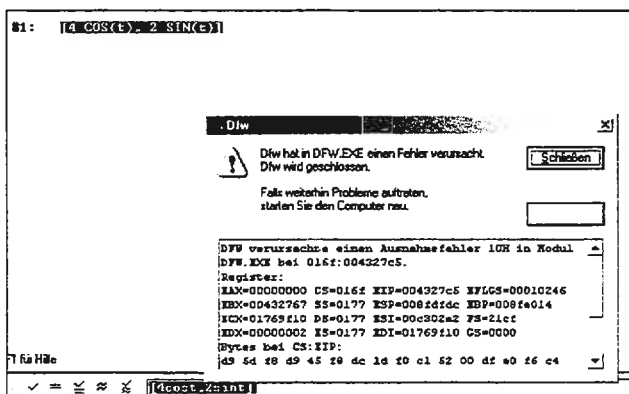 #1: [4 COS(t), 2 SIN(t)]
Dfw
Dfw hat in DFW.EXE einen Fehler verursacht.
Dfw wird geschlossen.
Schließen
Falls weiterhin Probleme auftreten,
starten Sie den Computer neu.
DFW verursachte einen Ausnahmefehler 10H in Modul
DFW.EXE bei 016f:004327c5.
Register:
EAX=00000000 CS=016f EIP=004327c5 EFLGS=00010246
EBX=00432767 SS=0177 ESP=008fdfdc EBP=008fe014
ECX=01769f10 DS=0177 ESI=00c302a2 FS=21cf
EDX=00000002 ES=0177 EDI=01769f10 GS=0000
Bytes bei CS:EIP:
d9 5d f8 d9 45 f8 dc 1d f0 c1 52 00 df e0 f6 c4
F1 für Hilfe
[4cost,2sint]